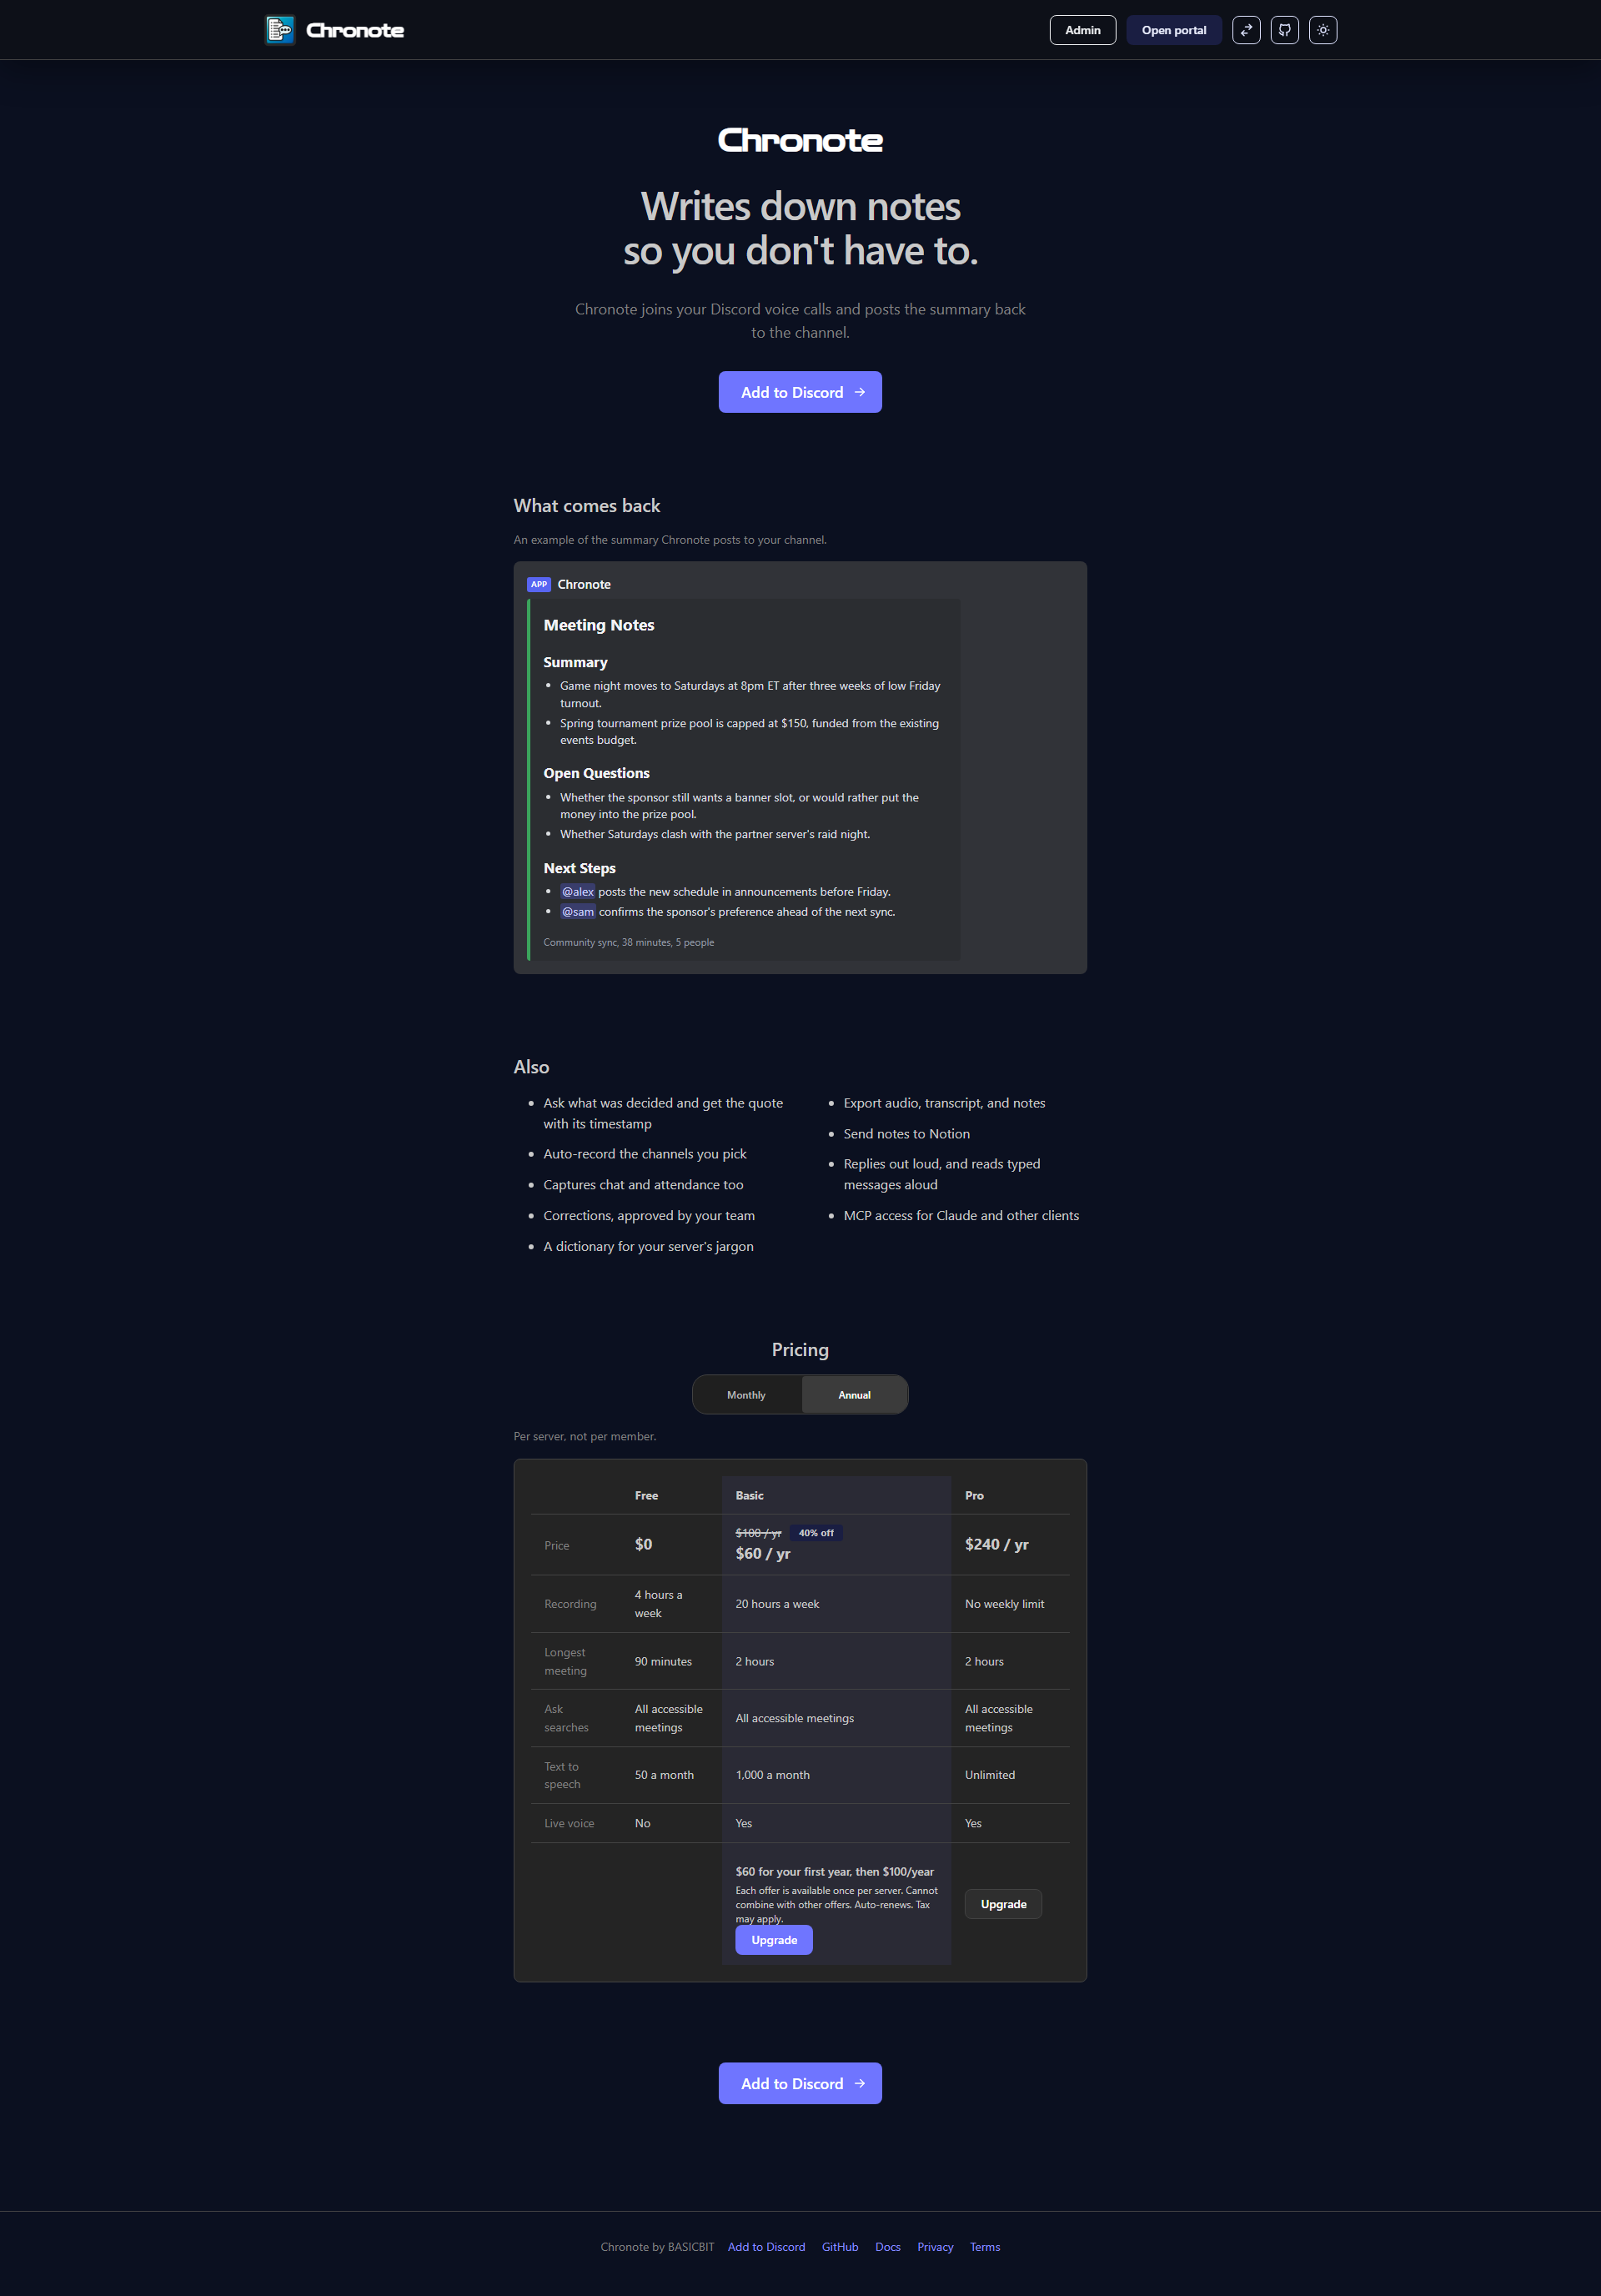 Chronote
Admin
Open portal
Chronote
Writes down notes
so you don't have to.
Chronote joins your Discord voice calls and posts the summary back
to the channel.
Add to Discord →
What comes back
An example of the summary Chronote posts to your channel.
APP Chronote
Meeting Notes
Summary
• Game night moves to Saturdays at 8pm ET after three weeks of low Friday
turnout.
• Spring tournament prize pool is capped at $150, funded from the existing
events budget.
Open Questions
• Whether the sponsor still wants a banner slot, or would rather put the
money into the prize pool.
• Whether Saturdays clash with the partner server's raid night.
Next Steps
• @alex posts the new schedule in announcements before Friday.
• @sam confirms the sponsor's preference ahead of the next sync.
Community sync, 38 minutes, 5 people
Also
• Ask what was decided and get the quote
with its timestamp
• Auto-record the channels you pick
• Captures chat and attendance too
• Corrections, approved by your team
• A dictionary for your server's jargon
• Export audio, transcript, and notes
• Send notes to Notion
• Replies out loud, and reads typed
messages aloud
• MCP access for Claude and other clients
Pricing
Monthly Annual
Per server, not per member.
Free Basic Pro
Price
$0
$100 / yr 40% off
$60 / yr
$240 / yr
Recording
4 hours a
week
20 hours a week
No weekly limit
Longest
meeting
90 minutes
2 hours
2 hours
Ask
searches
All accessible
meetings
All accessible meetings
All accessible
meetings
Text to
speech
50 a month
1,000 a month
Unlimited
Live voice
No
Yes
Yes
$60 for your first year, then $100/year
Each offer is available once per server. Cannot
combine with other offers. Auto-renews. Tax
may apply.
Upgrade
Upgrade
Add to Discord →
Chronote by BASICBIT Add to Discord GitHub Docs Privacy Terms